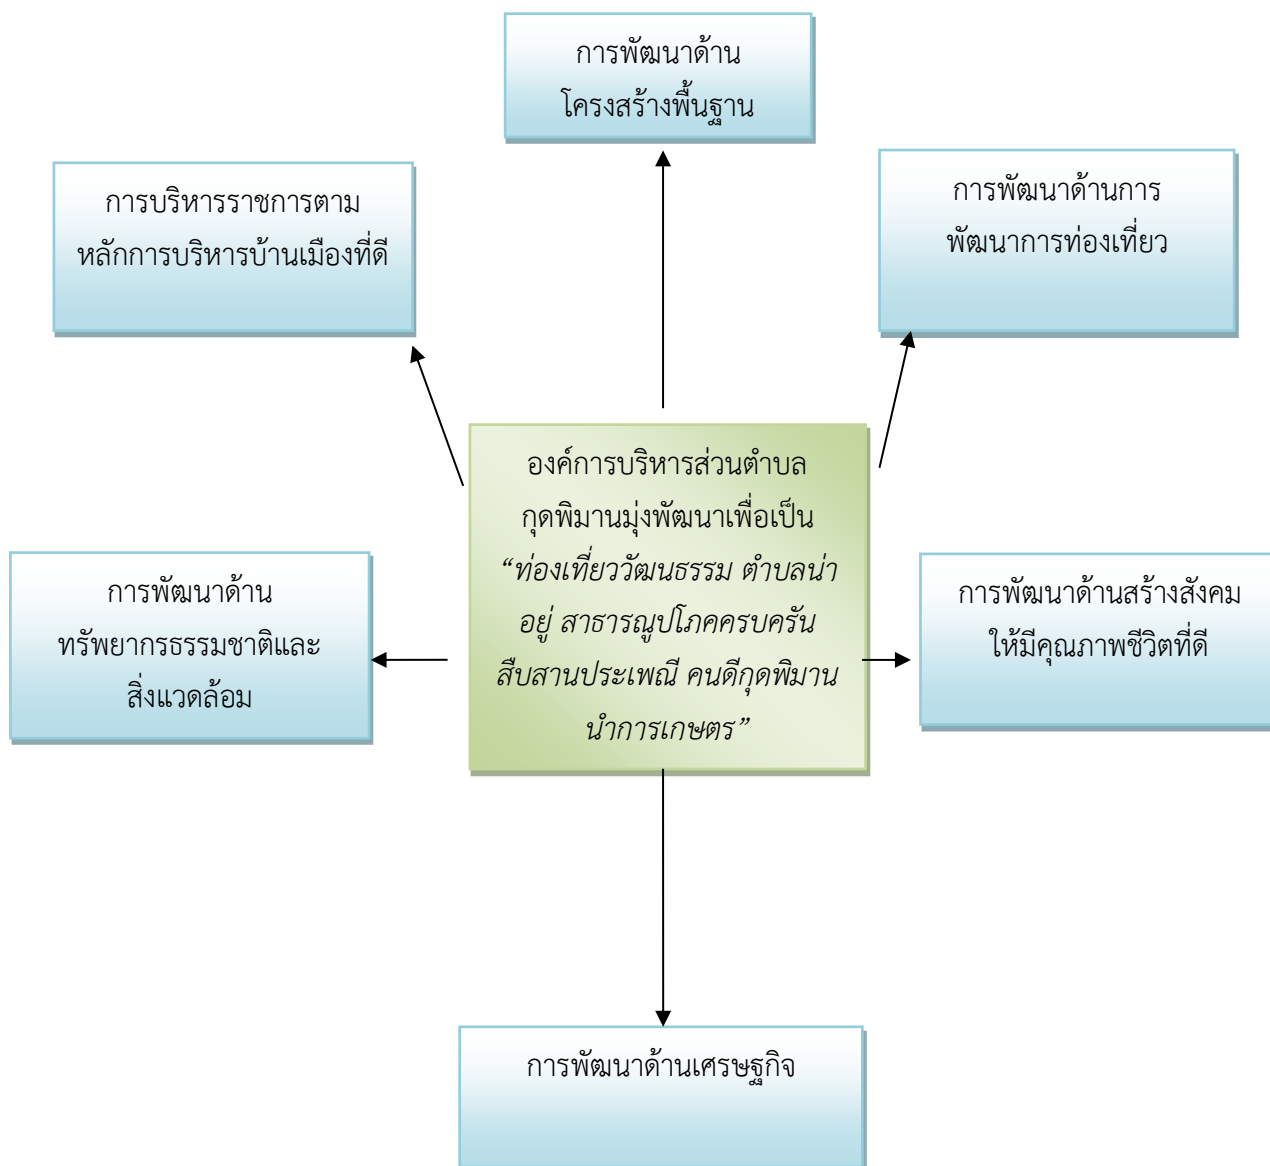 การพัฒนาด้าน
โครงสร้างพื้นฐาน
การบริหารราชการตาม
หลักการบริหารบ้านเมืองที่ดี
การพัฒนาด้านการ
พัฒนาการท่องเที่ยว
องค์การบริหารส่วนตำบล
กุดพิมานมุ่งพัฒนาเพื่อเป็น
“ท่องเที่ยววัฒนธรรม ตำบลน่า
อยู่ สาธารณูปโภคครบครัน
สืบสานประเพณี คนดีกุดพิมาน
นำการเกษตร”
การพัฒนาด้าน
ทรัพยากรธรรมชาติและ
สิ่งแวดล้อม
การพัฒนาด้านสร้างสังคม
ให้มีคุณภาพชีวิตที่ดี
การพัฒนาด้านเศรษฐกิจ